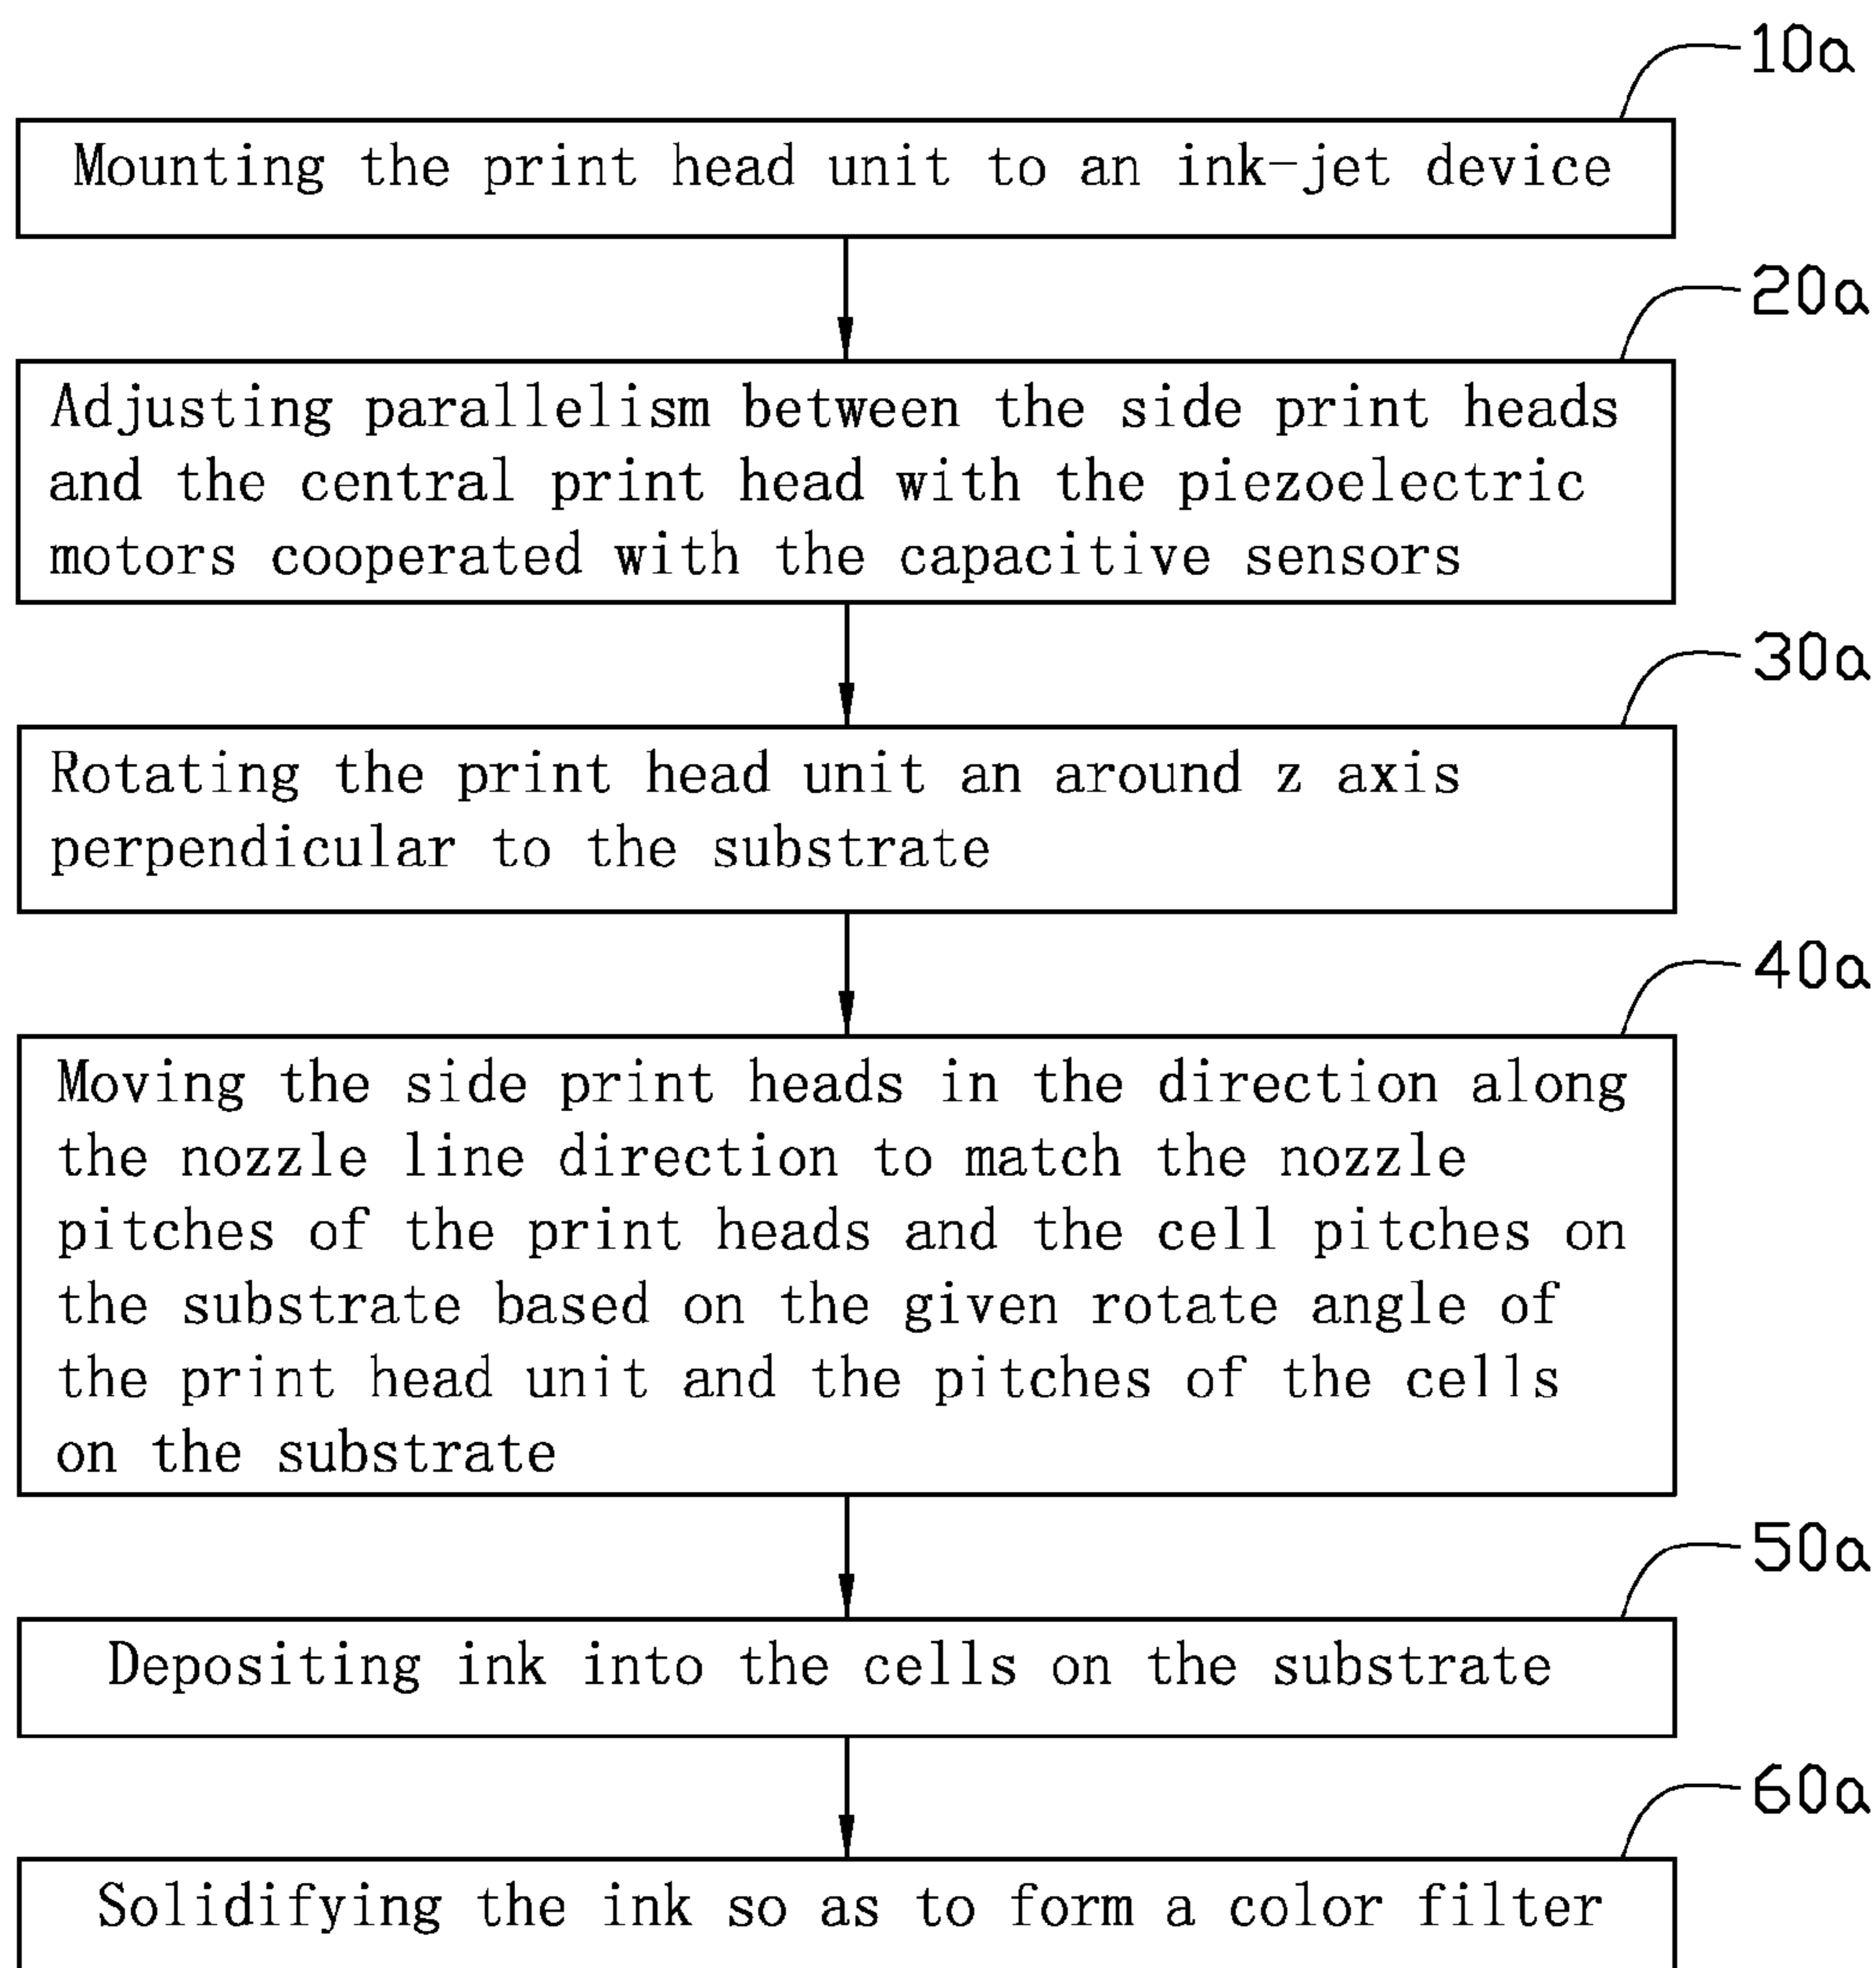 10a
Mounting the print head unit to an ink-jet device
20a
Adjusting parallelism between the side print heads
and the central print head with the piezoelectric
motors cooperated with the capacitive sensors
30a
Rotating the print head unit an around z axis
perpendicular to the substrate
40a
Moving the side print heads in the direction along
the nozzle line direction to match the nozzle
pitches of the print heads and the cell pitches on
the substrate based on the given rotate angle of
the print head unit and the pitches of the cells
on the substrate
50a
Depositing ink into the cells on the substrate
60a
Solidifying the ink so as to form a color filter